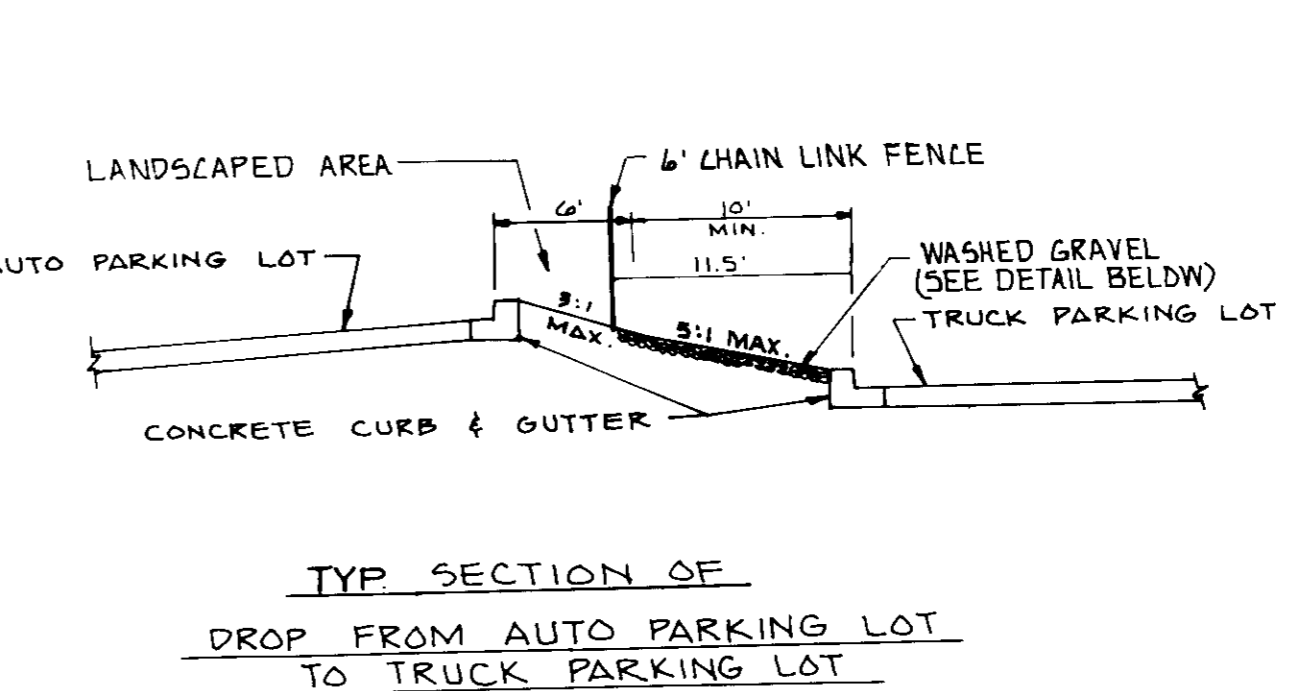 LANDSCAPED AREA
6' CHAIN LINK FENCE
6'
10'
MIN.
AUTO PARKING LOT
11.5'
WASHED GRAVEL
(SEE DETAIL BELOW)
TRUCK PARKING LOT
3:1
MAX.
5:1 MAX.
CONCRETE CURB & GUTTER
TYP. SECTION OF
DROP FROM AUTO PARKING LOT
TO TRUCK PARKING LOT